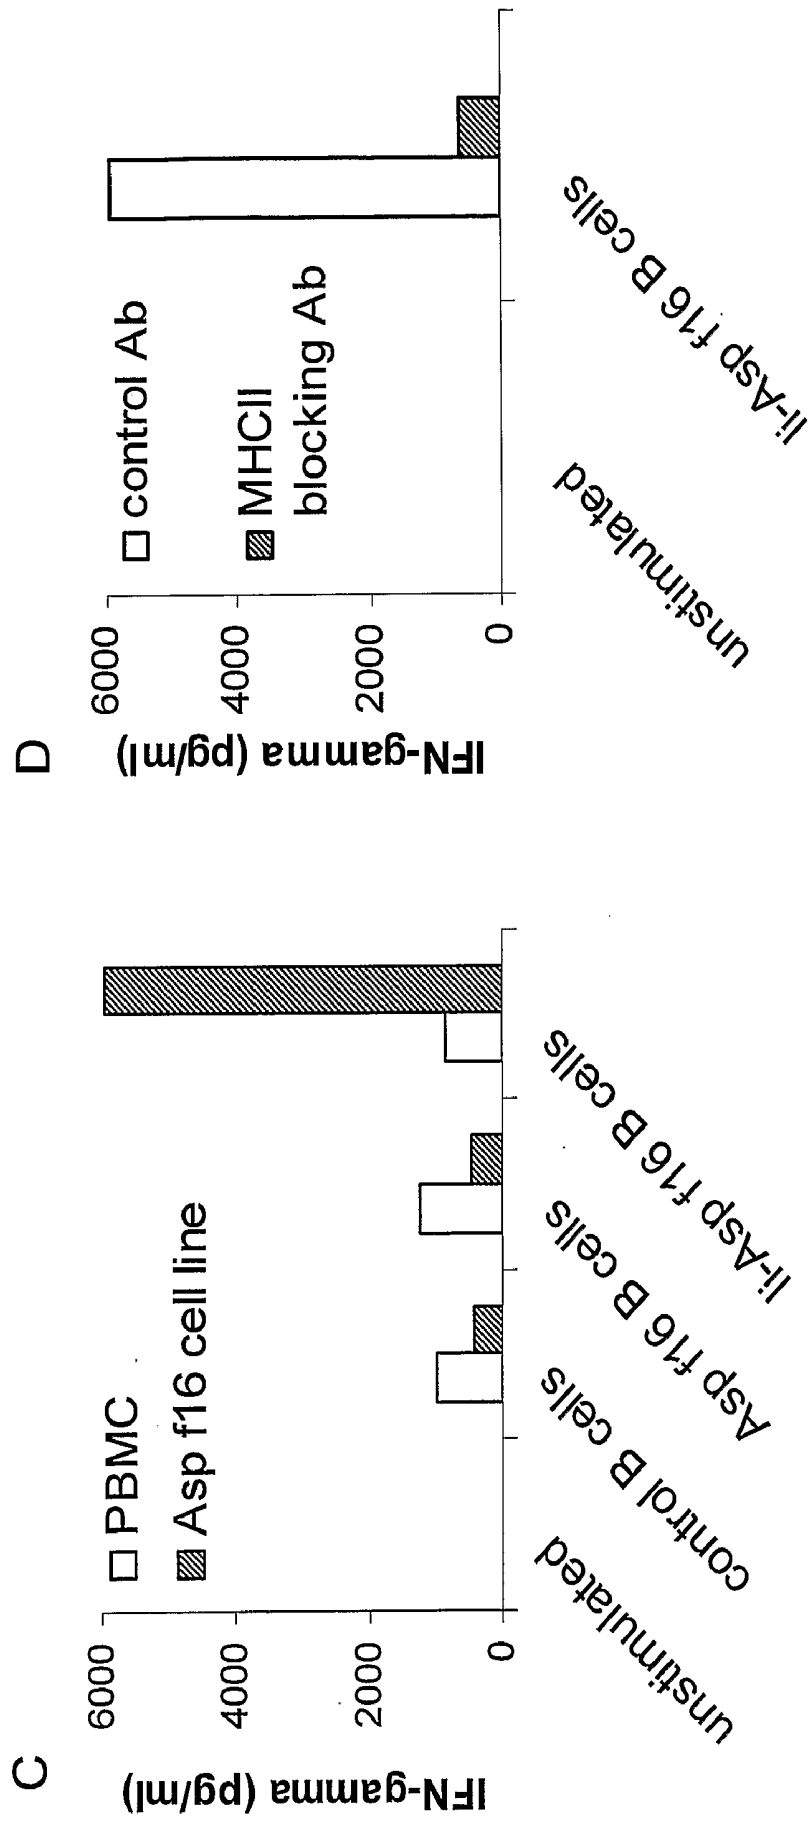 C
IFN-gamma (pg/ml)
6000
4000
2000
0
PBMC
Asp f16 cell line
unstimulated
control B cells
Asp f16 B cells
Ii-Asp f16 B cells
D
IFN-gamma (pg/ml)
6000
4000
2000
0
control Ab
MHCII
blocking Ab
unstimulated
Ii-Asp f16 B cells